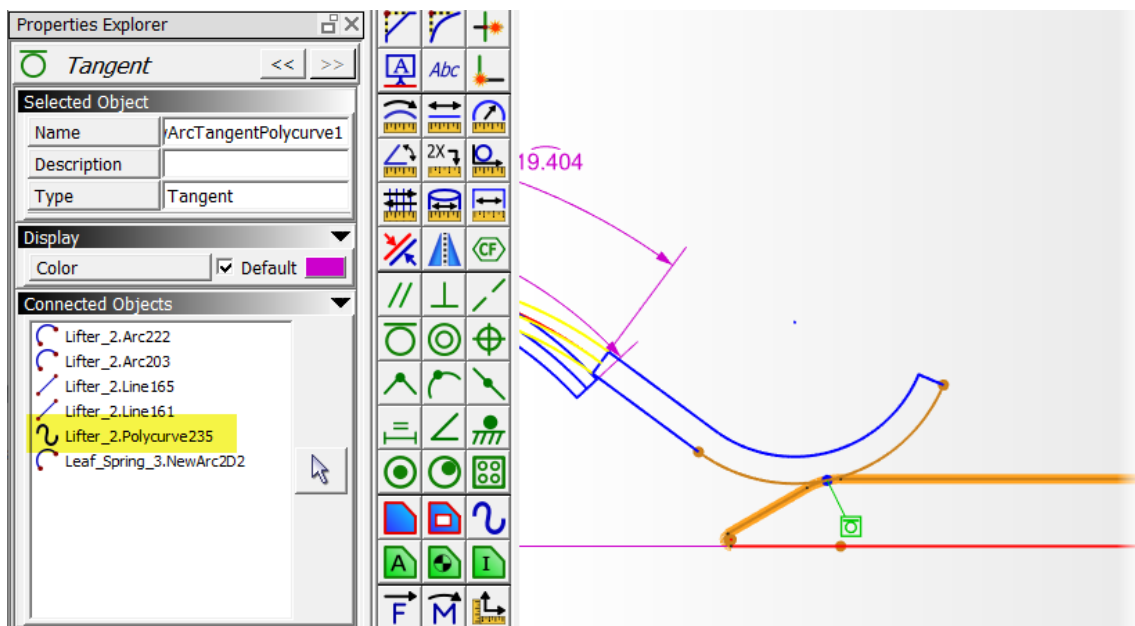 Properties Explorer
Tangent
<< >>
Selected Object
Name
/ArcTangentPolycurve1
Description
Type
Tangent
Display
Color
Default
Connected Objects
Lifter_2.Arc222
Lifter_2.Arc203
Lifter_2.Line165
Lifter_2.Line161
Lifter_2.Polycurve235
Leaf_Spring_3.NewArc2D2
A Abc
2X
CF
A I
F M
19.404